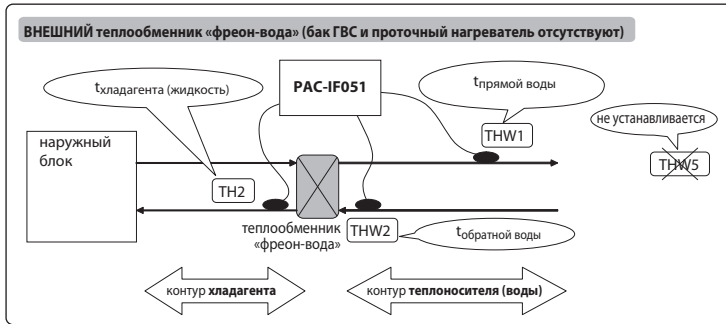 ВНЕШНИЙ теплообменник «фреон-вода» (бак ГВС и проточный нагреватель отсутствуют)
tхладагента (жидкость)
PAC-IF051
tпрямой воды
не устанавливается
THW1
THW5
наружный
блок
TH2
теплообменник
«фреон-вода»
THW2
tобратной воды
контур хладагента
контур теплоносителя (воды)